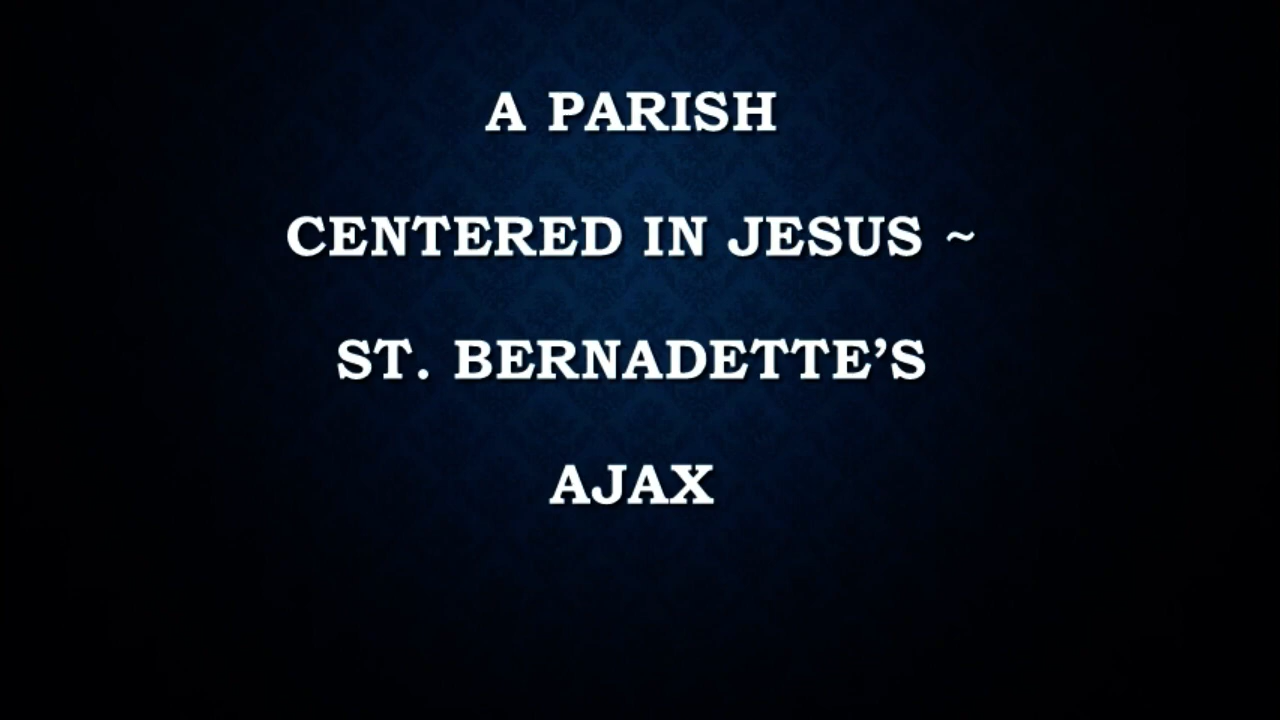 A PARISH
CENTERED IN JESUS ~
ST. BERNADETTE’S
AJAX